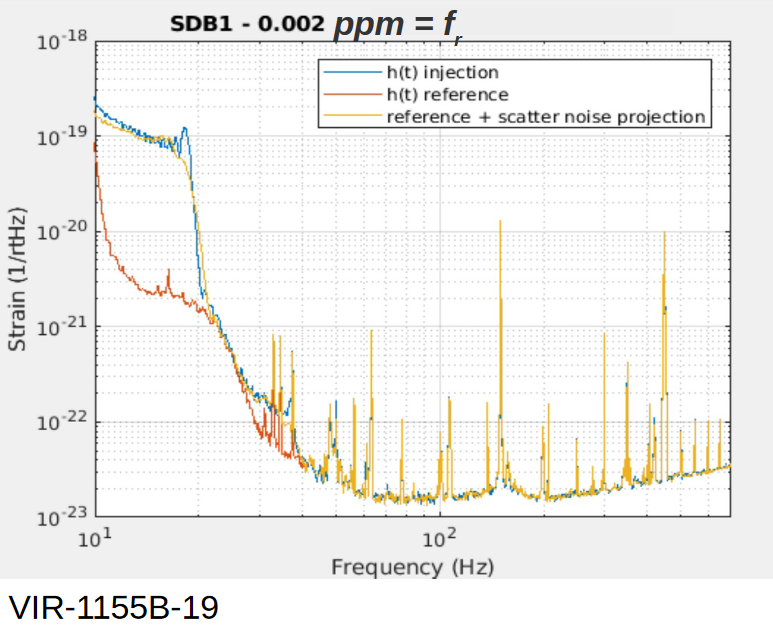 SDB1 - 0.002 ppm = fᵣ
h(t) injection
h(t) reference
reference + scatter noise projection
Strain (1/rtHz)
10⁻¹⁸
10⁻¹⁹
10⁻²⁰
10⁻²¹
10⁻²²
10⁻²³
10¹
10²
Frequency (Hz)
VIR-1155B-19